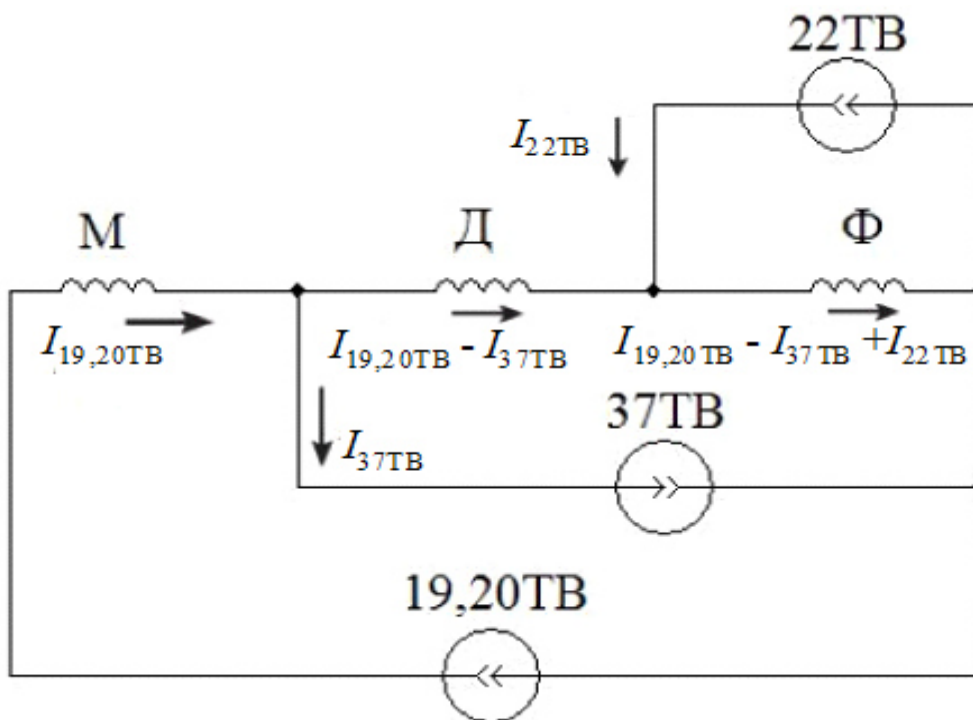 22ТВ
I22ТВ
М
Д
Ф
I19,20ТВ
I19,20ТВ - I37ТВ
I19,20ТВ - I37ТВ +I22ТВ
37ТВ
I37ТВ
19,20ТВ